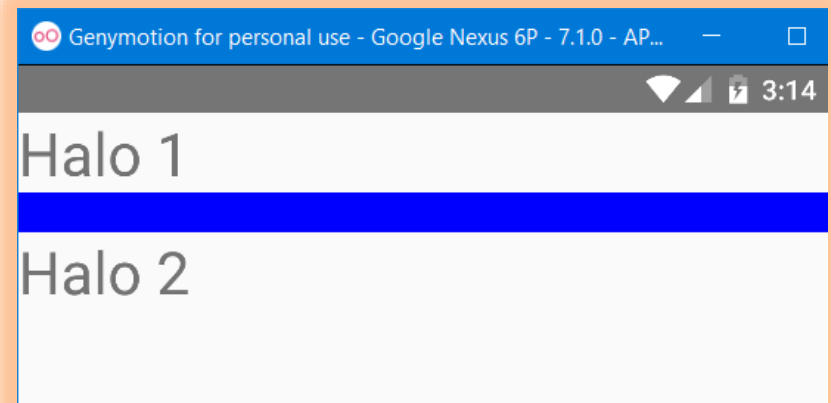 Genymotion for personal use - Google Nexus 6P - 7.1.0 - AP...
3:14
Halo 1
Halo 2